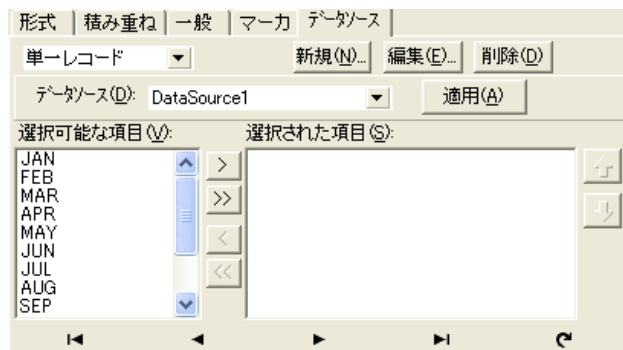 形式 積み重ね 一般 マーカ ﾃﾞｰﾀｿｰｽ
単一レコード 新規(N)... 編集(E)... 削除(D)
ﾃﾞｰﾀｿｰｽ(D): DataSource1 適用(A)
選択可能な項目(V): 選択された項目(S):
JAN
FEB
MAR
APR
MAY
JUN
JUL
AUG
SEP
>
>>
<
<<